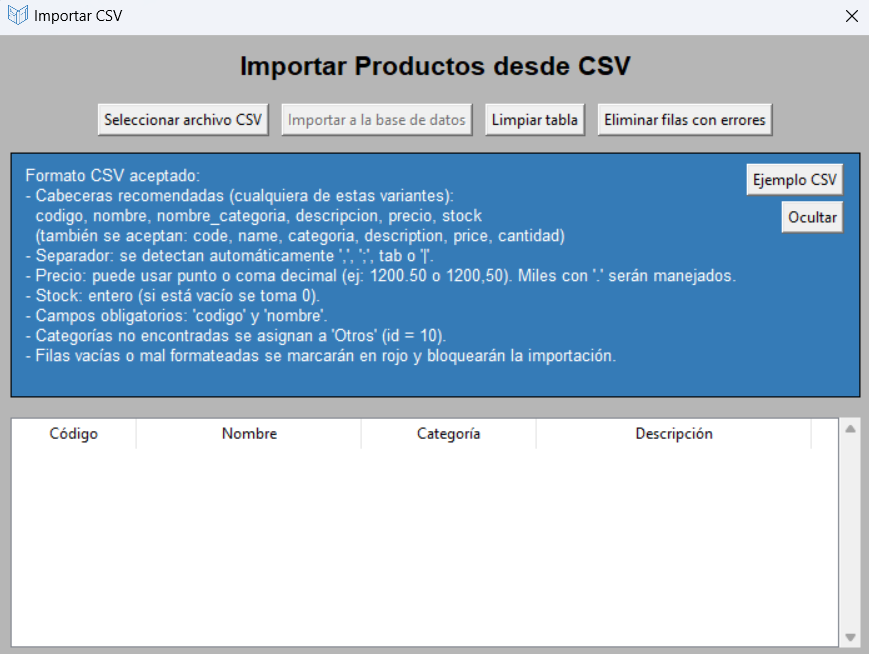 Importar CSV
Importar Productos desde CSV
Seleccionar archivo CSV
Importar a la base de datos
Limpiar tabla
Eliminar filas con errores
Formato CSV aceptado:
- Cabeceras recomendadas (cualquiera de estas variantes):
codigo, nombre, nombre_categoria, descripcion, precio, stock
(también se aceptan: code, name, categoria, description, price, cantidad)
- Separador: se detectan automáticamente ',', ';', tab o '|'.
- Precio: puede usar punto o coma decimal (ej: 1200.50 o 1200,50). Miles con '.' serán manejados.
- Stock: entero (si está vacío se toma 0).
- Campos obligatorios: 'codigo' y 'nombre'.
- Categorías no encontradas se asignan a 'Otros' (id = 10).
- Filas vacías o mal formateadas se marcarán en rojo y bloquearán la importación.
Ejemplo CSV
Ocultar
Código Nombre Categoría Descripción